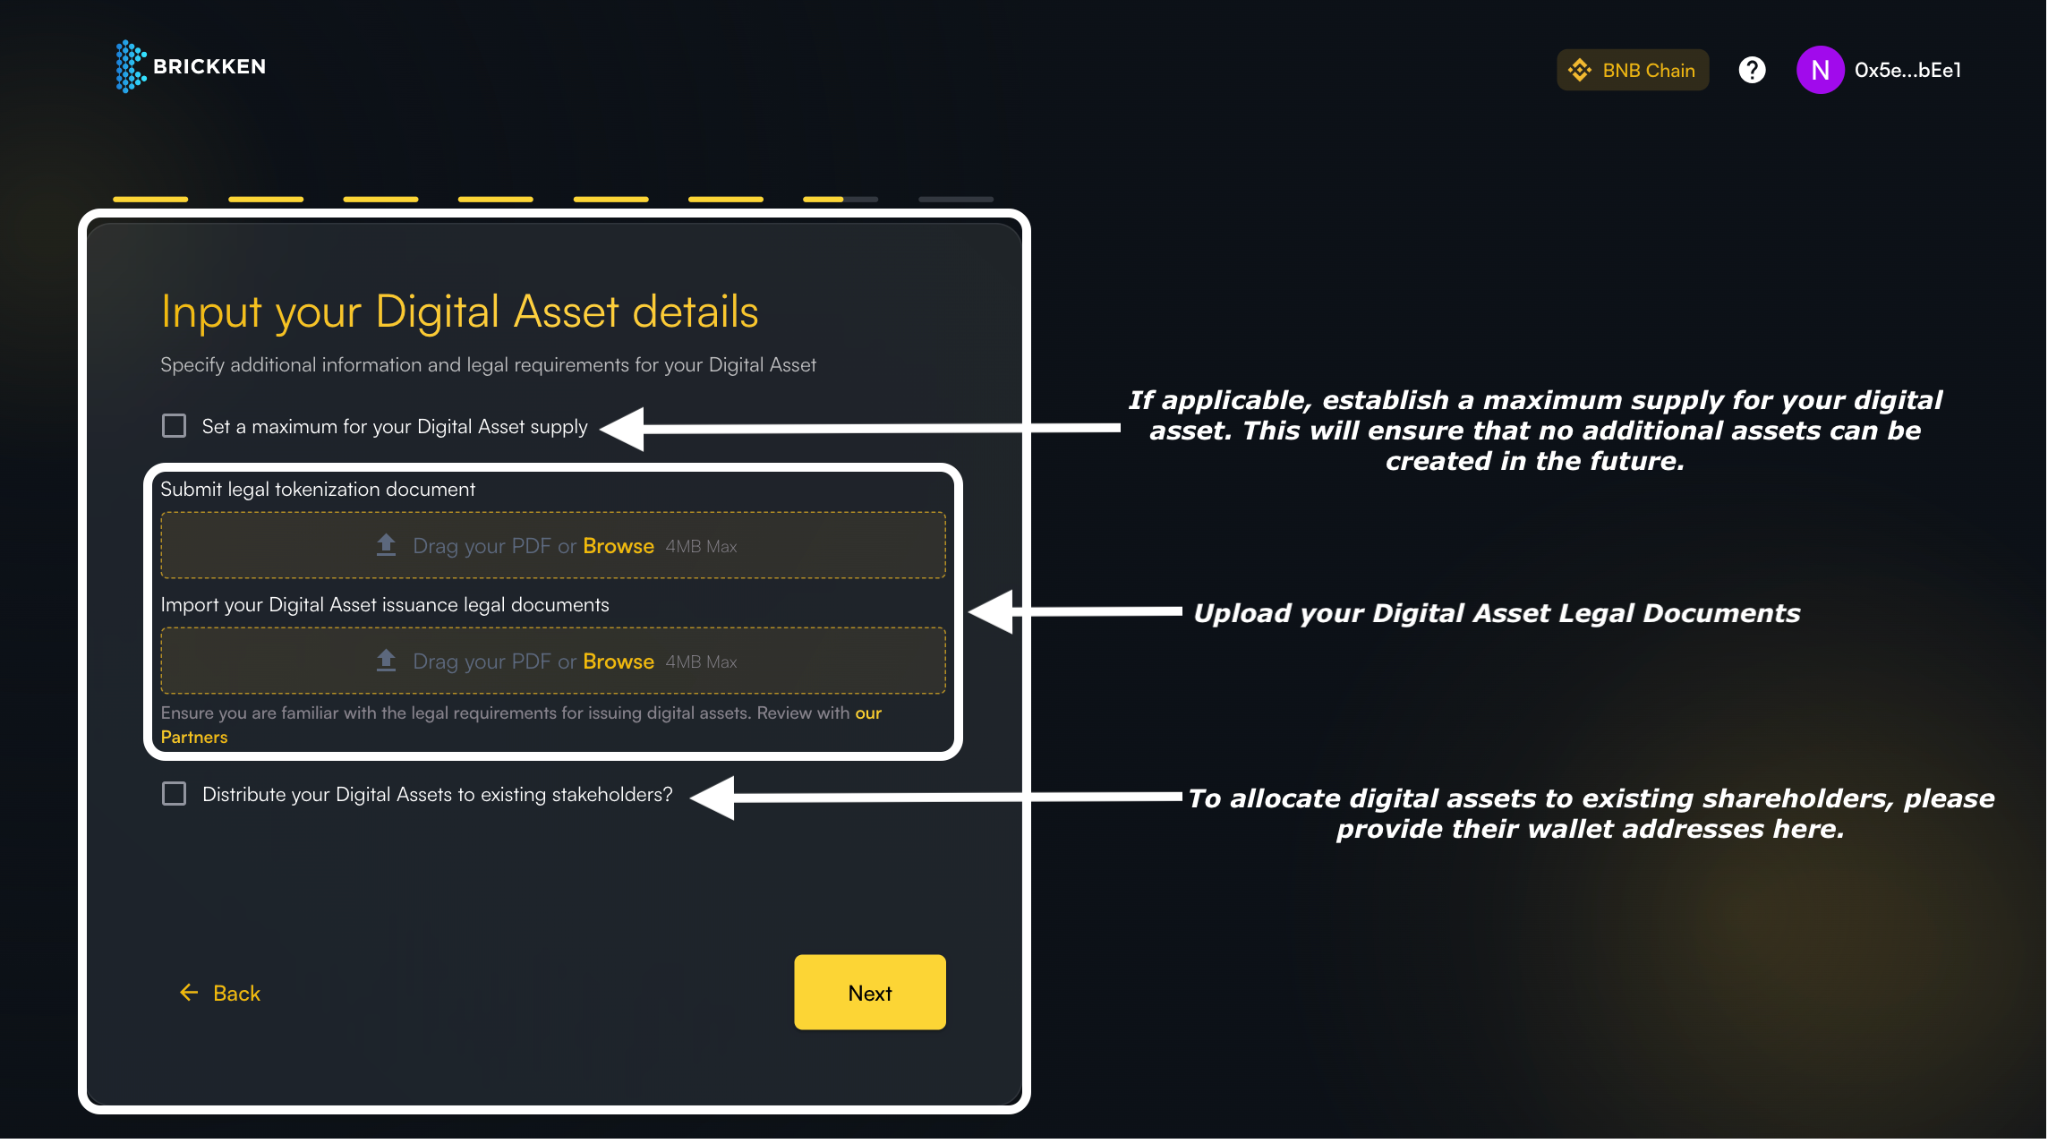 BRICKKEN
BNB Chain
?
N
0x5e...bEe1
Input your Digital Asset details
Specify additional information and legal requirements for your Digital Asset
Set a maximum for your Digital Asset supply
If applicable, establish a maximum supply for your digital
asset. This will ensure that no additional assets can be
created in the future.
Submit legal tokenization document
Drag your PDF or Browse 4MB Max
Import your Digital Asset issuance legal documents
Drag your PDF or Browse 4MB Max
Ensure you are familiar with the legal requirements for issuing digital assets. Review with our
Partners
Upload your Digital Asset Legal Documents
Distribute your Digital Assets to existing stakeholders?
To allocate digital assets to existing shareholders, please
provide their wallet addresses here.
← Back
Next